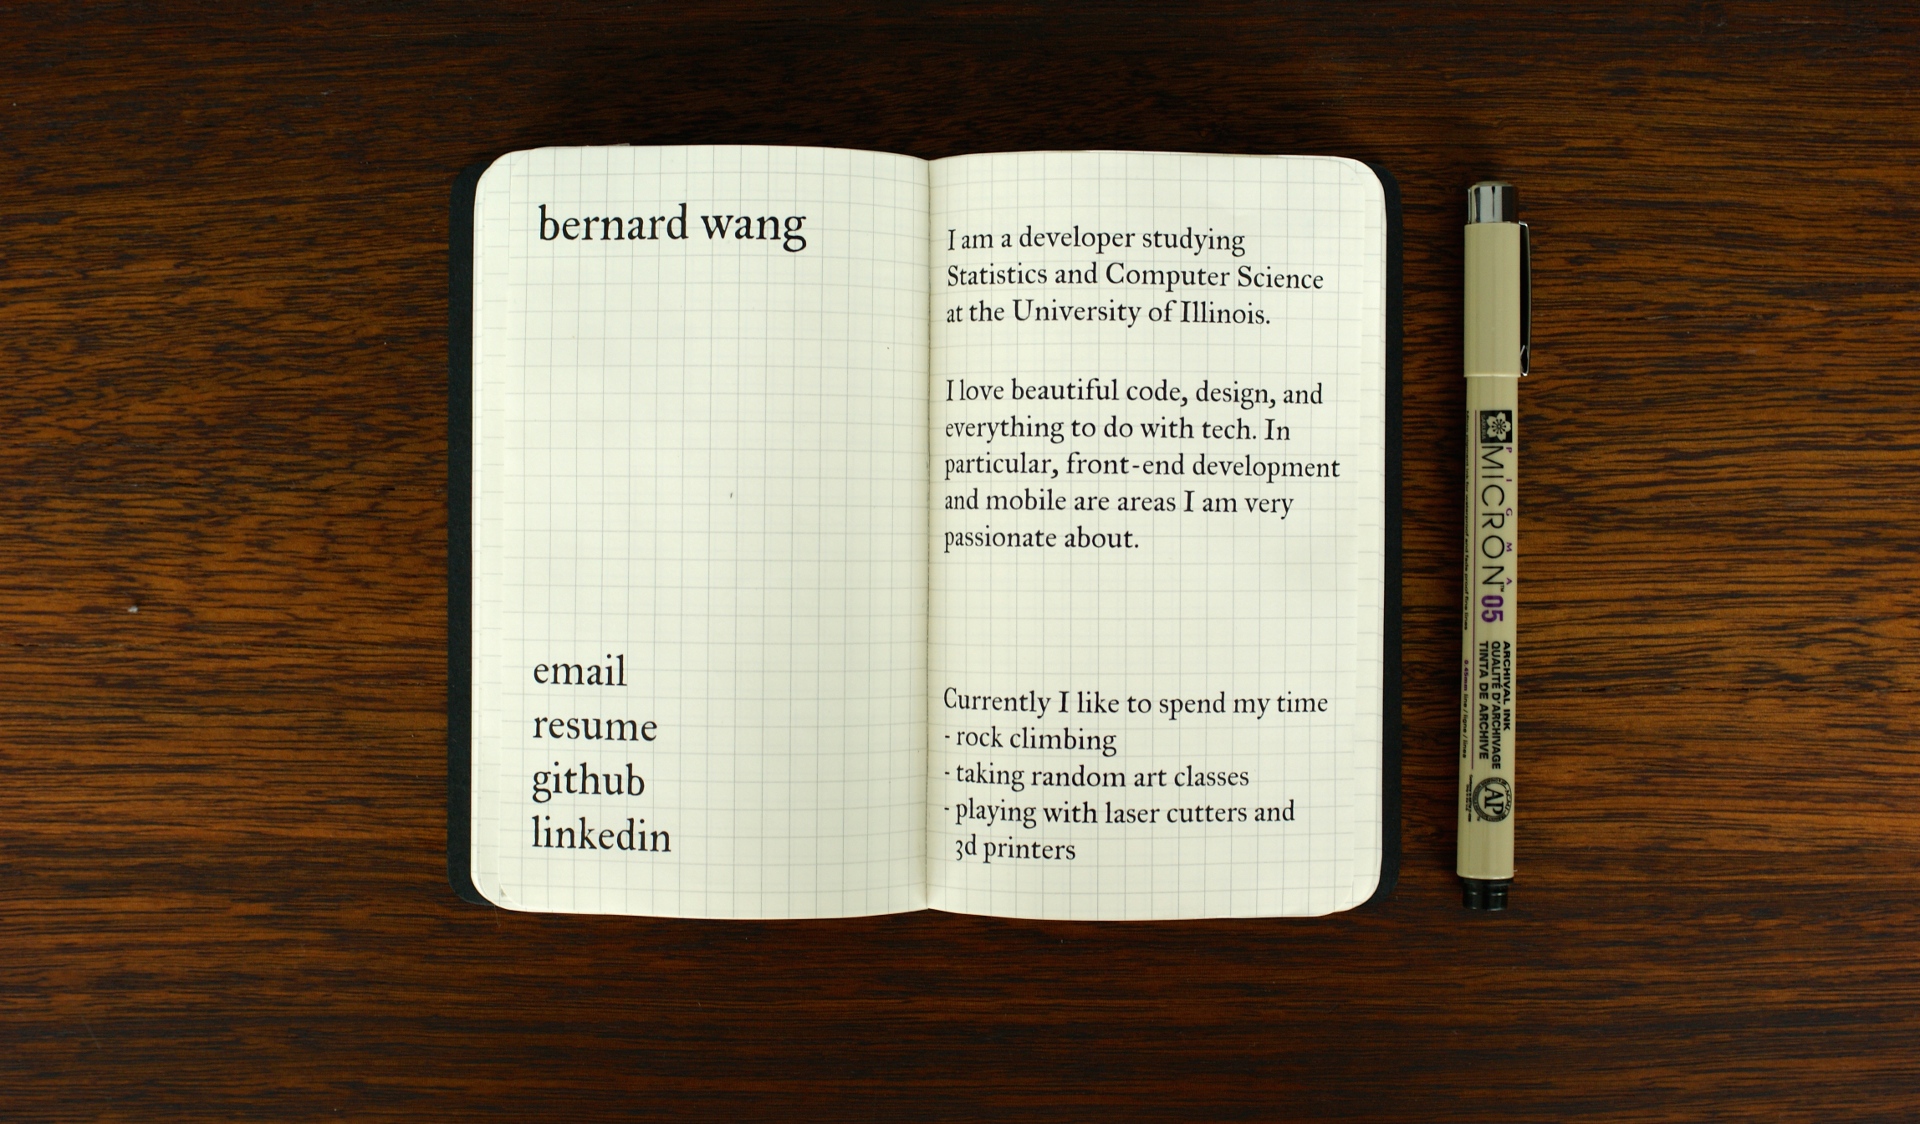 bernard wang
email
resume
github
linkedin
I am a developer studying
Statistics and Computer Science
at the University of Illinois.
I love beautiful code, design, and
everything to do with tech. In
particular, front-end development
and mobile are areas I am very
passionate about.
Currently I like to spend my time
- rock climbing
- taking random art classes
- playing with laser cutters and
3d printers
PIGMA
MICRON™ 05
ARCHIVAL INK
QUALITÉ D'ARCHIVAGE
TINTA DE ARCHIVE
AP